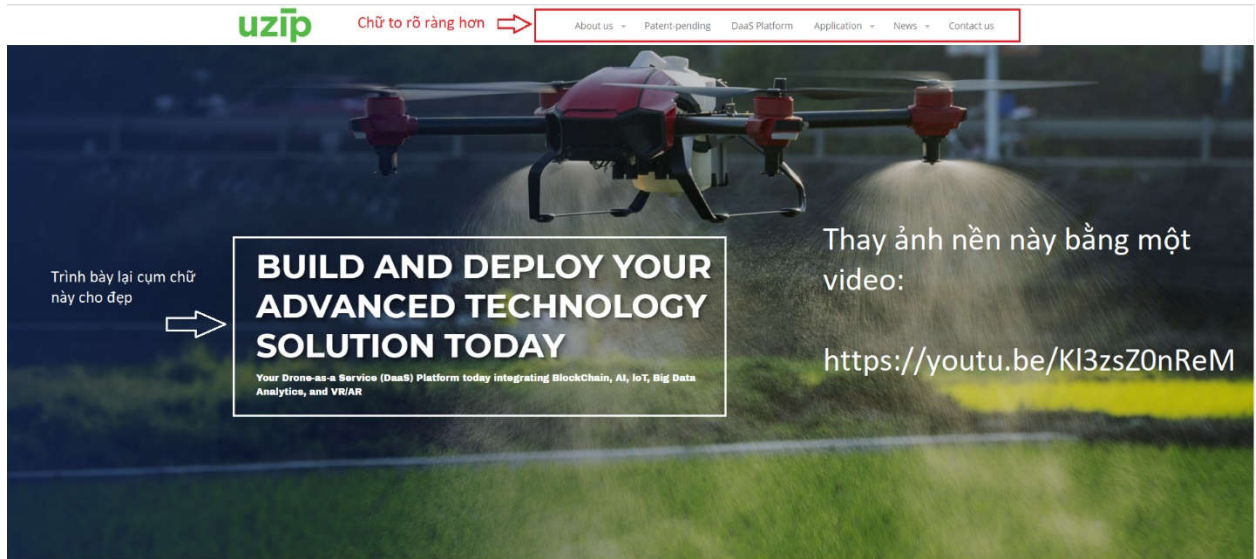 uzip
Chữ to rõ ràng hơn
About us Patent-pending DaaS Platform Application News Contact us
Thay ảnh nền này bằng một
video:
https://youtu.be/Kl3zsZ0nReM
Trình bày lại cụm chữ
này cho đẹp
BUILD AND DEPLOY YOUR
ADVANCED TECHNOLOGY
SOLUTION TODAY
Your Drone-as-a Service (DaaS) Platform today integrating BlockChain, AI, IoT, Big Data
Analytics, and VR/AR